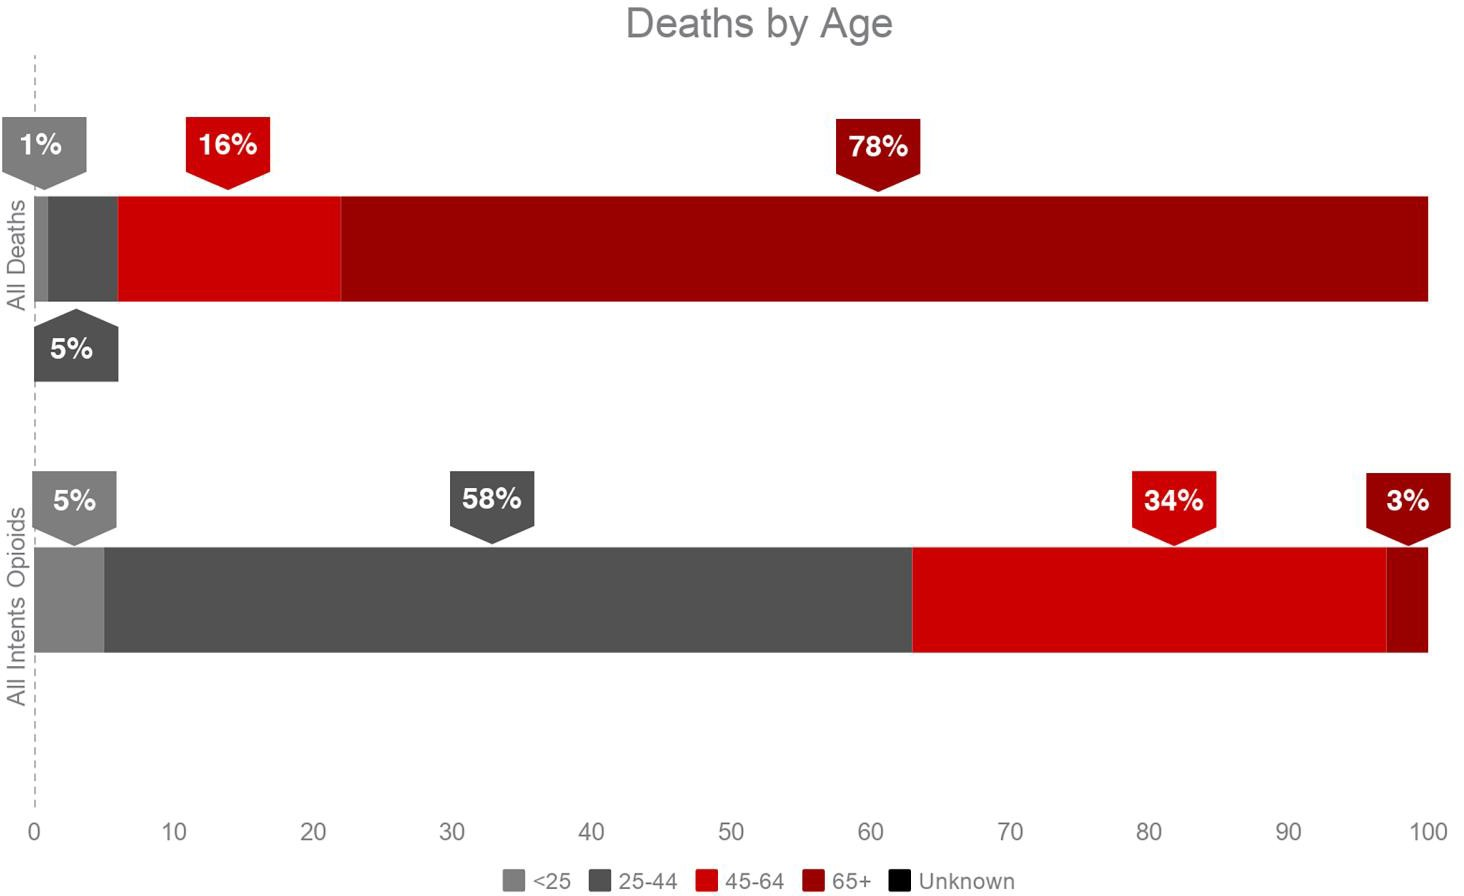 Deaths by Age
1%
16%
78%
All Deaths
5%
5%
58%
34%
3%
All Intents Opioids
0 10 20 30 40 50 60 70 80 90 100
<25 25-44 45-64 65+ Unknown